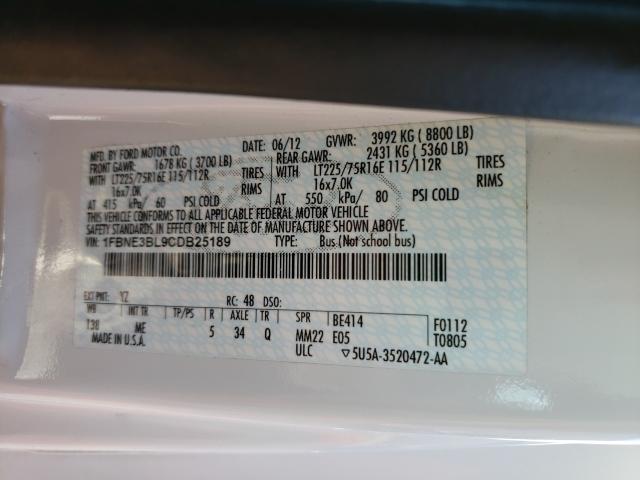 MFD. BY FORD MOTOR CO. DATE: 06/12 GVWR: 3992 KG ( 8800 LB)
FRONT GAWR: 1678 KG ( 3700 LB) REAR GAWR: 2431 KG ( 5360 LB)
WITH LT225/75R16E 115/112R TIRES WITH LT225/75R16E 115/112R TIRES
16x7.0K RIMS 16x7.0K RIMS
AT 415 kPa/ 60 PSI COLD AT 550 kPa/ 80 PSI COLD
THIS VEHICLE CONFORMS TO ALL APPLICABLE FEDERAL MOTOR VEHICLE
SAFETY STANDARDS IN EFFECT ON THE DATE OF MANUFACTURE SHOWN ABOVE.
VIN: 1FBNE3BL9CDB25189 TYPE: Bus (Not school bus)
EXT PNT: YZ RC: 48 DSO:
WB INT TR TP/PS R AXLE TR SPR BE414 F0112
138 ME 5 34 Q MM22 E05 T0805
MADE IN U.S.A. ULC ▽5U5A-3520472-AA